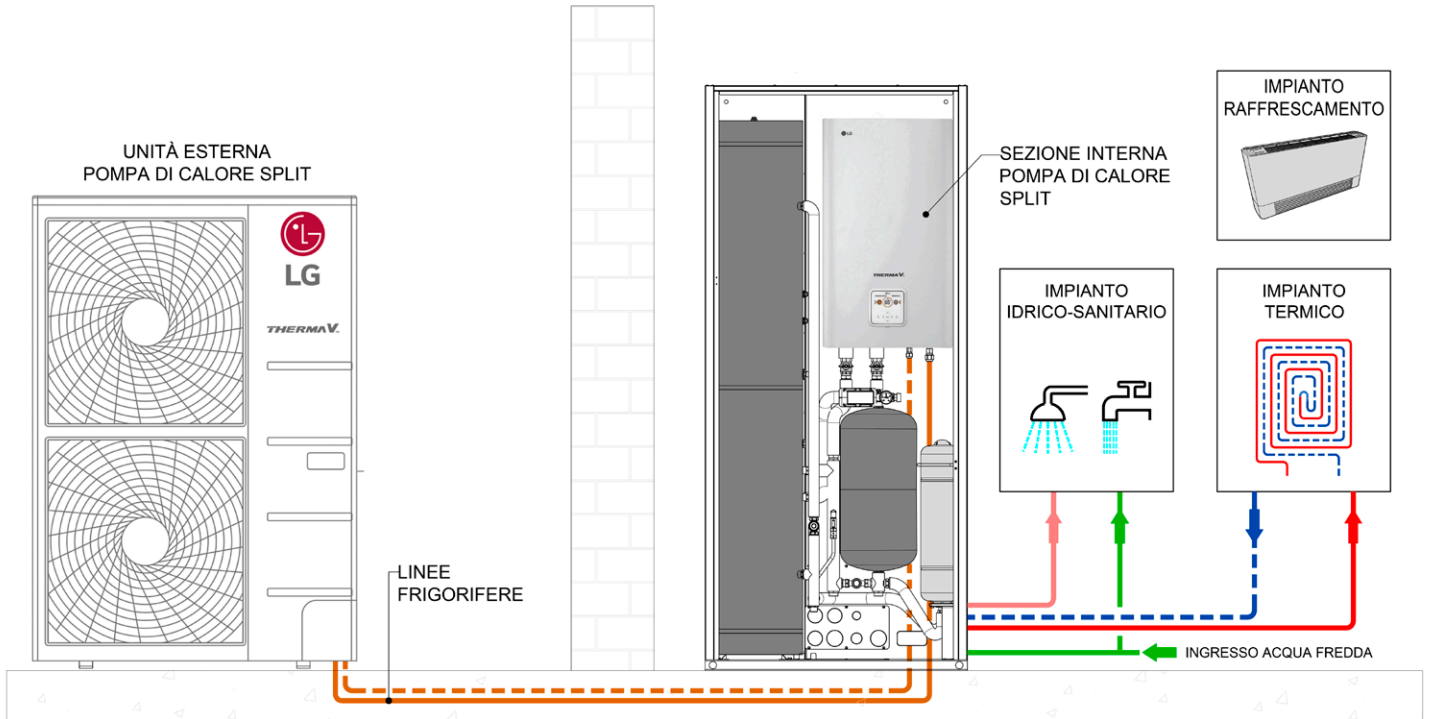 UNITÀ ESTERNA
POMPA DI CALORE SPLIT
LG
THERMA V.
LINEE
FRIGORIFERE
LG
THERMA V.
SEZIONE INTERNA
POMPA DI CALORE
SPLIT
IMPIANTO
RAFFRESCAMENTO
IMPIANTO
IDRICO-SANITARIO
IMPIANTO
TERMICO
INGRESSO ACQUA FREDDA